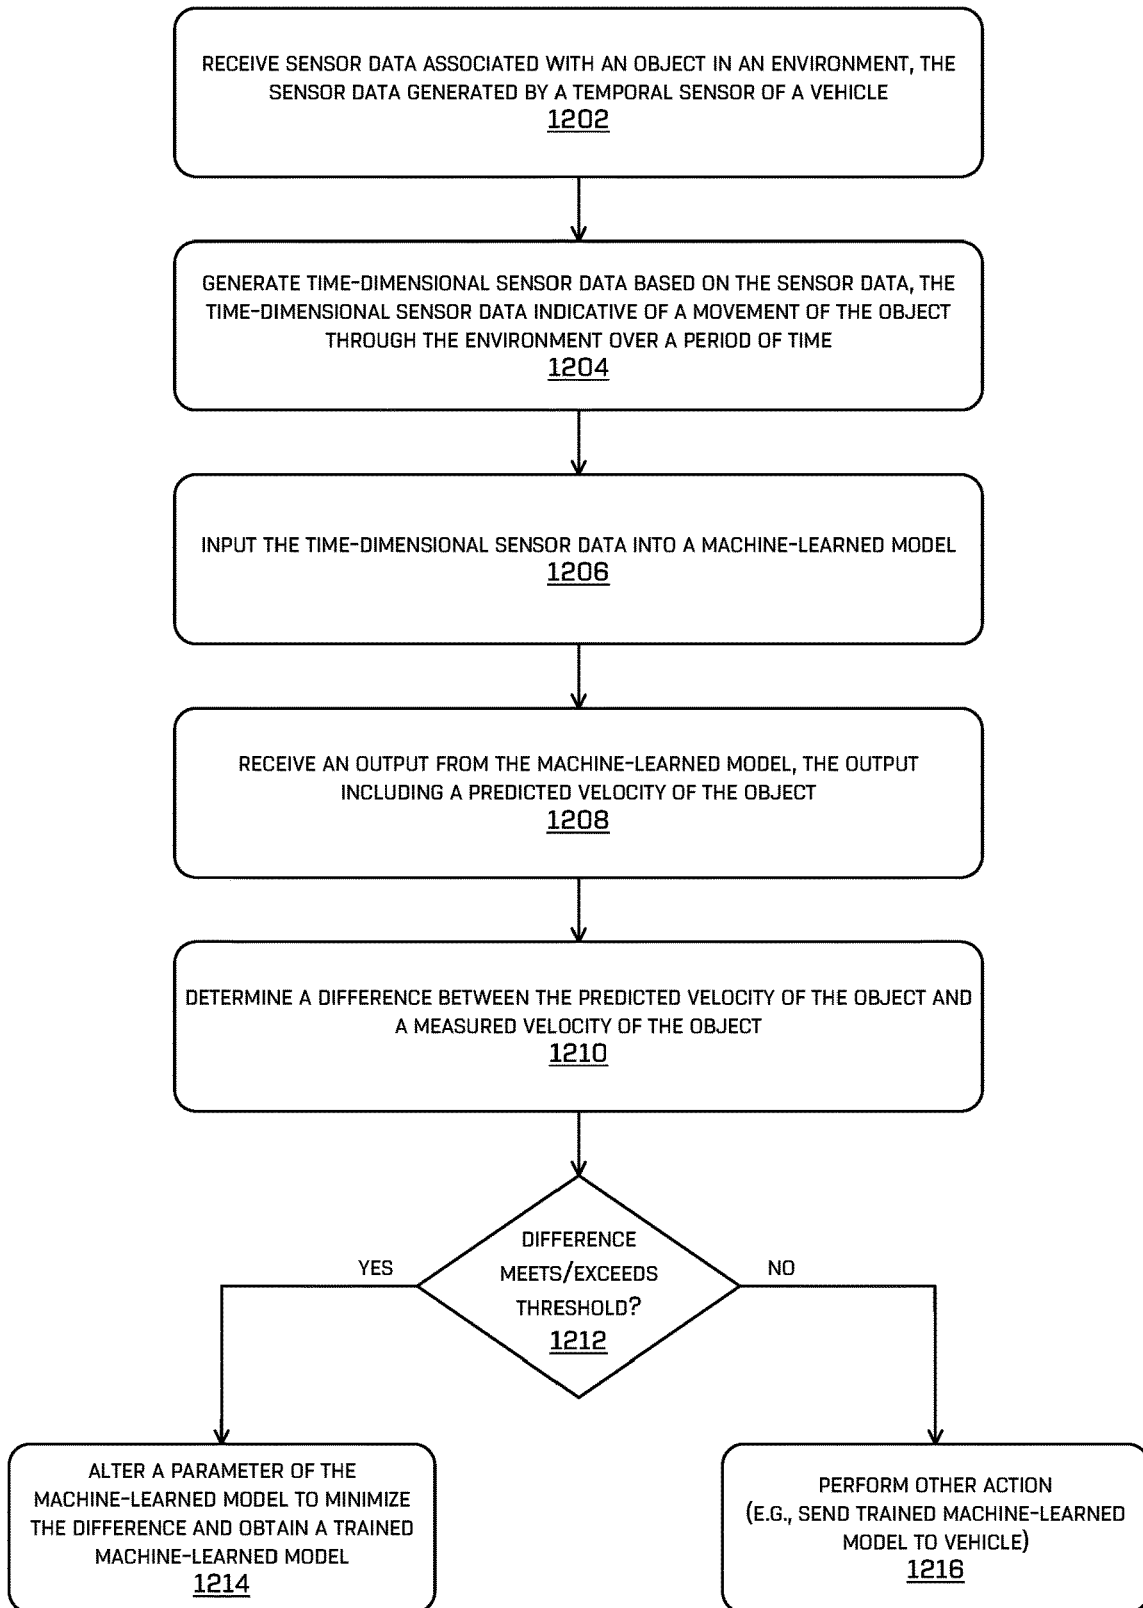 RECEIVE SENSOR DATA ASSOCIATED WITH AN OBJECT IN AN ENVIRONMENT, THE
SENSOR DATA GENERATED BY A TEMPORAL SENSOR OF A VEHICLE
1202
GENERATE TIME-DIMENSIONAL SENSOR DATA BASED ON THE SENSOR DATA, THE
TIME-DIMENSIONAL SENSOR DATA INDICATIVE OF A MOVEMENT OF THE OBJECT
THROUGH THE ENVIRONMENT OVER A PERIOD OF TIME
1204
INPUT THE TIME-DIMENSIONAL SENSOR DATA INTO A MACHINE-LEARNED MODEL
1206
RECEIVE AN OUTPUT FROM THE MACHINE-LEARNED MODEL, THE OUTPUT
INCLUDING A PREDICTED VELOCITY OF THE OBJECT
1208
DETERMINE A DIFFERENCE BETWEEN THE PREDICTED VELOCITY OF THE OBJECT AND
A MEASURED VELOCITY OF THE OBJECT
1210
DIFFERENCE
MEETS/EXCEEDS
THRESHOLD?
1212
YES
NO
ALTER A PARAMETER OF THE
MACHINE-LEARNED MODEL TO MINIMIZE
THE DIFFERENCE AND OBTAIN A TRAINED
MACHINE-LEARNED MODEL
1214
PERFORM OTHER ACTION
(E.G., SEND TRAINED MACHINE-LEARNED
MODEL TO VEHICLE)
1216